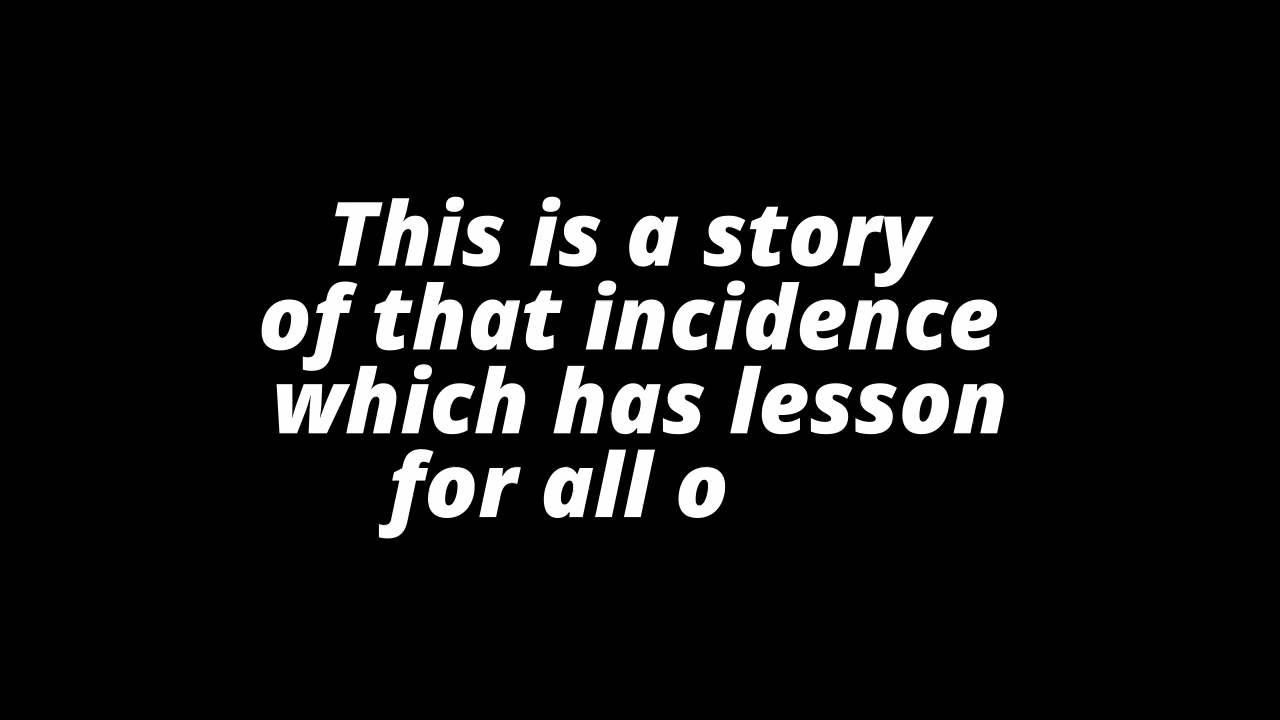 This is a story
of that incidence
which has lesson
for all o